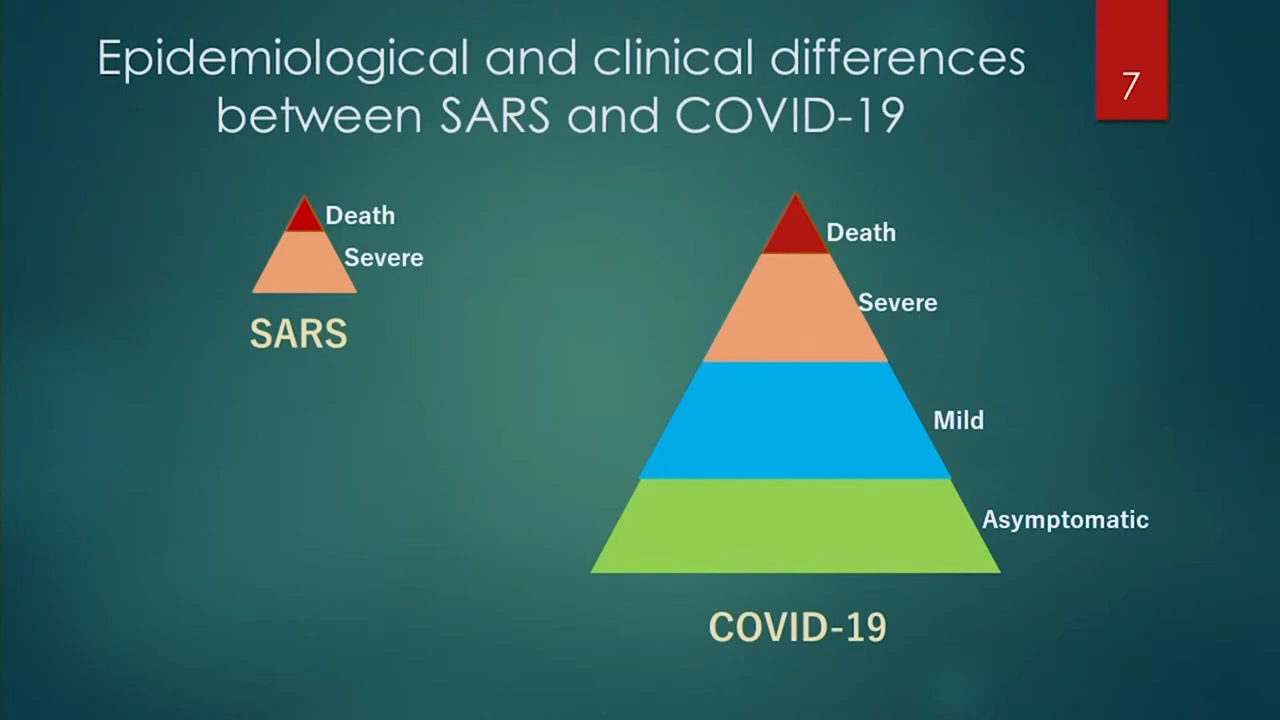 Epidemiological and clinical differences
between SARS and COVID-19
7
Death
Severe
SARS
Death
Severe
Mild
Asymptomatic
COVID-19